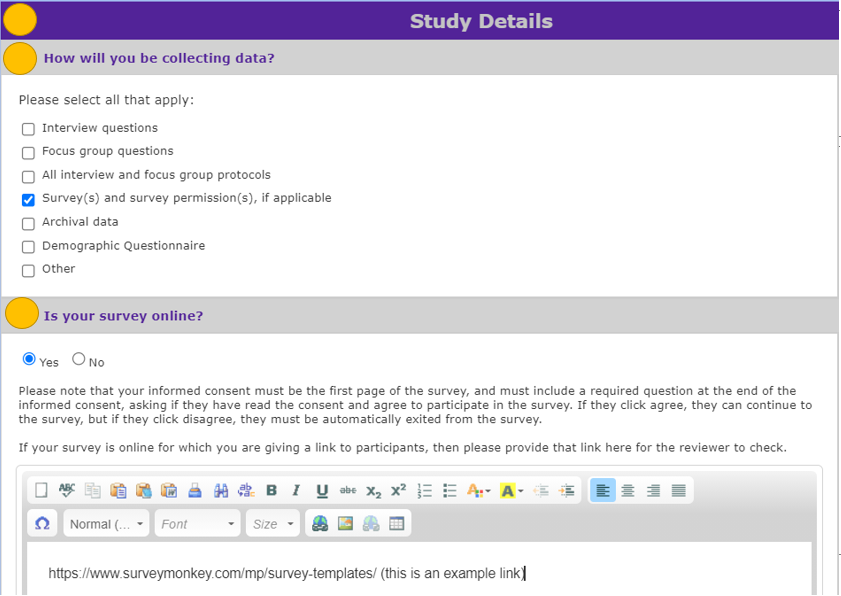 Study Details
How will you be collecting data?
Please select all that apply:
Interview questions
Focus group questions
All interview and focus group protocols
Survey(s) and survey permission(s), if applicable
Archival data
Demographic Questionnaire
Other
Is your survey online?
Yes No
Please note that your informed consent must be the first page of the survey, and must include a required question at the end of the
informed consent, asking if they have read the consent and agree to participate in the survey. If they click agree, they can continue to
the survey, but if they click disagree, they must be automatically exited from the survey.
If your survey is online for which you are giving a link to participants, then please provide that link here for the reviewer to check.
ABC B I U abc X₂ X² A A
Ω Normal (... Font Size
https://www.surveymonkey.com/mp/survey-templates/ (this is an example link)